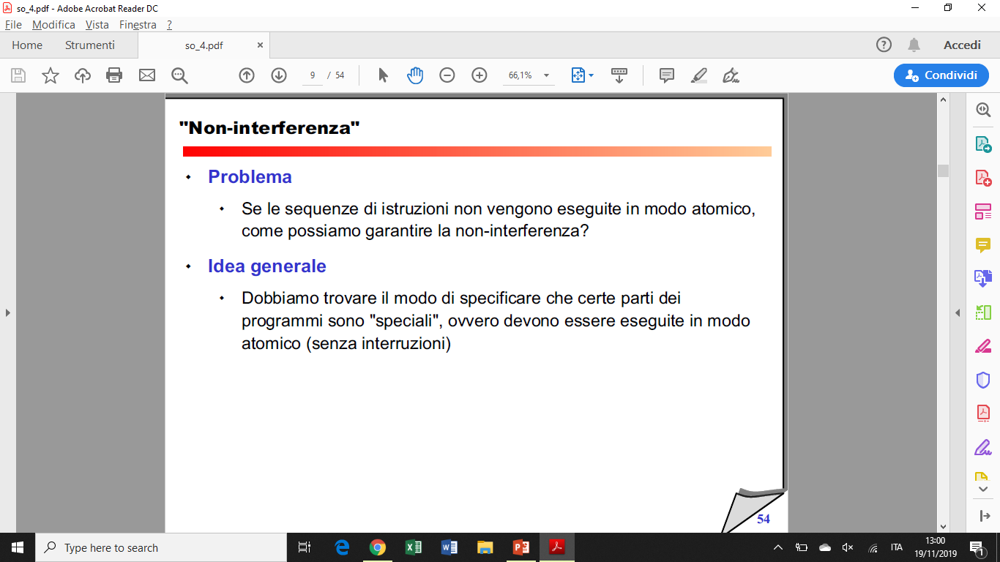 so_4.pdf - Adobe Acrobat Reader DC
File Modifica Vista Finestra ?
Home Strumenti so_4.pdf × Accedi
9 / 54 66,1% Condividi
"Non-interferenza"
Problema
Se le sequenze di istruzioni non vengono eseguite in modo atomico,
come possiamo garantire la non-interferenza?
Idea generale
Dobbiamo trovare il modo di specificare che certe parti dei
programmi sono "speciali", ovvero devono essere eseguite in modo
atomico (senza interruzioni)
54
Type here to search
ITA
13:00
19/11/2019
1